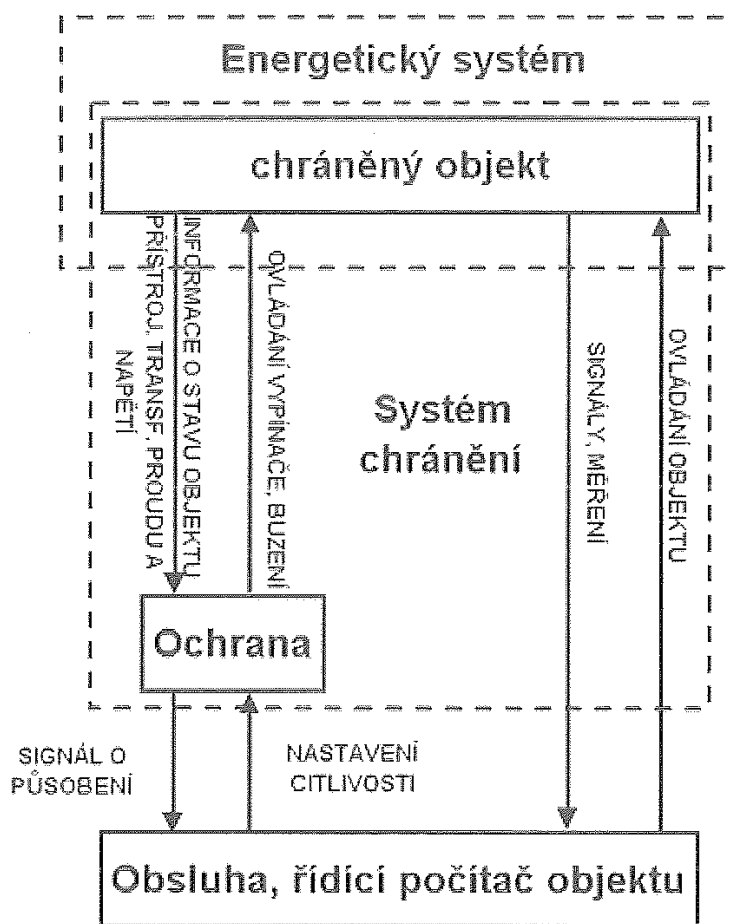 Energetický systém
chráněný objekt
INFORMACE O STAVU OBJEKTU
PŘÍSTROJ, TRANSF, PROUDU A
NAPĚTÍ
OVLÁDÁNÍ VYPÍNAČE, BUZENÍ
SIGNÁLY, MĚŘENÍ
OVLÁDÁNÍ OBJEKTU
Systém
chránění
Ochrana
SIGNÁL O
PŮSOBENÍ
NASTAVENÍ
CITLIVOSTI
Obsluha, řídící počítač objektu